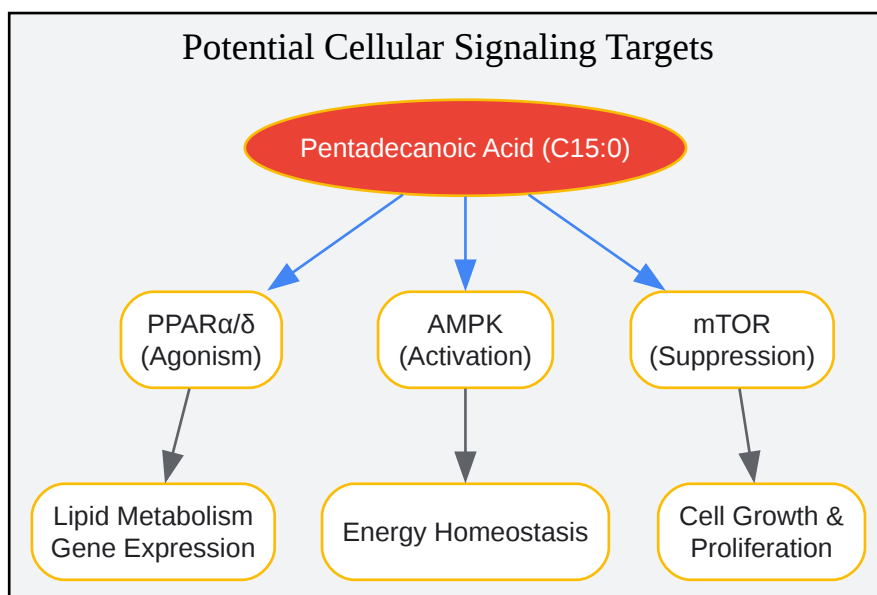 Potential Cellular Signaling Targets
Pentadecanoic Acid (C15:0)
PPARα/δ
(Agonism)
AMPK
(Activation)
mTOR
(Suppression)
Lipid Metabolism
Gene Expression
Energy Homeostasis
Cell Growth &
Proliferation